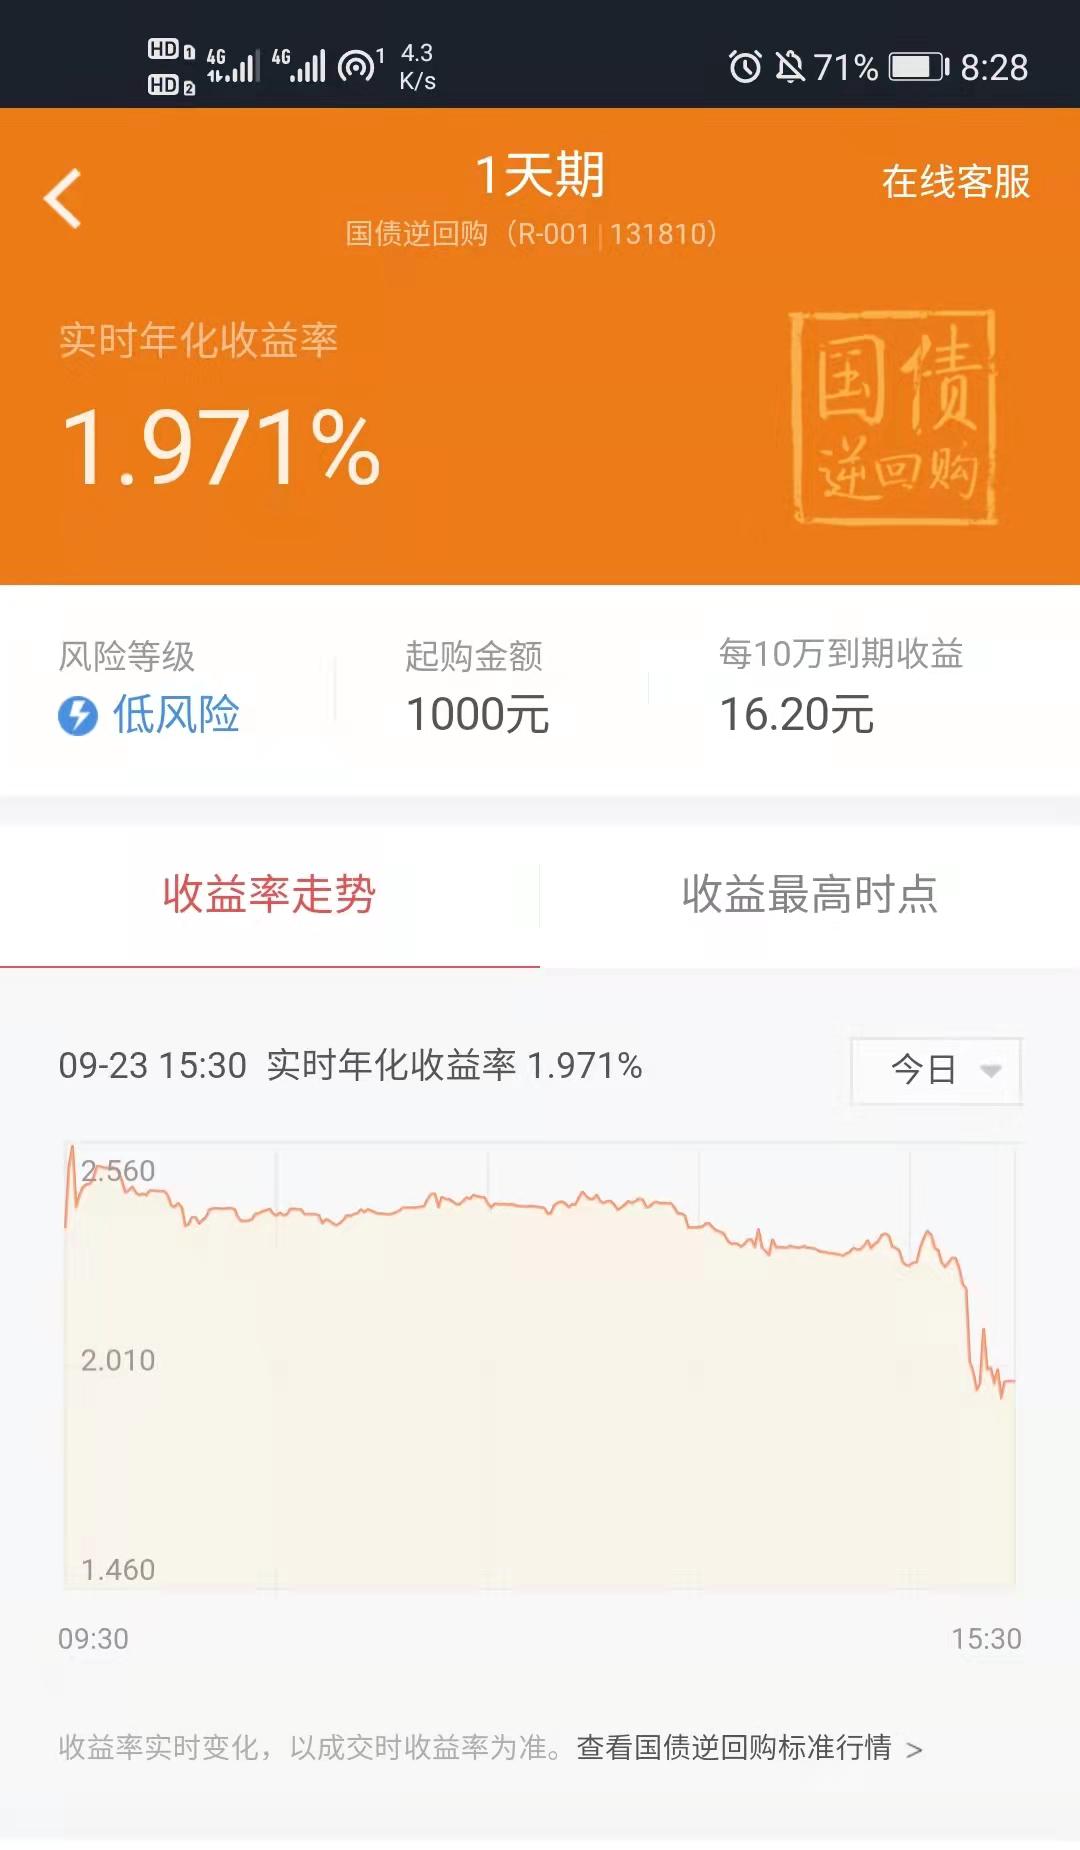 HD 1 4G 4G 1 4.3 71% 8:28
HD 2 K/s
1天期
在线客服
国债逆回购（R-001 | 131810）
实时年化收益率
1.971%
国债
逆回购
风险等级 起购金额 每10万到期收益
低风险 1000元 16.20元
收益率走势 收益最高时点
09-23 15:30 实时年化收益率 1.971% 今日
2.560
2.010
1.460
09:30 15:30
收益率实时变化，以成交时收益率为准。查看国债逆回购标准行情 >